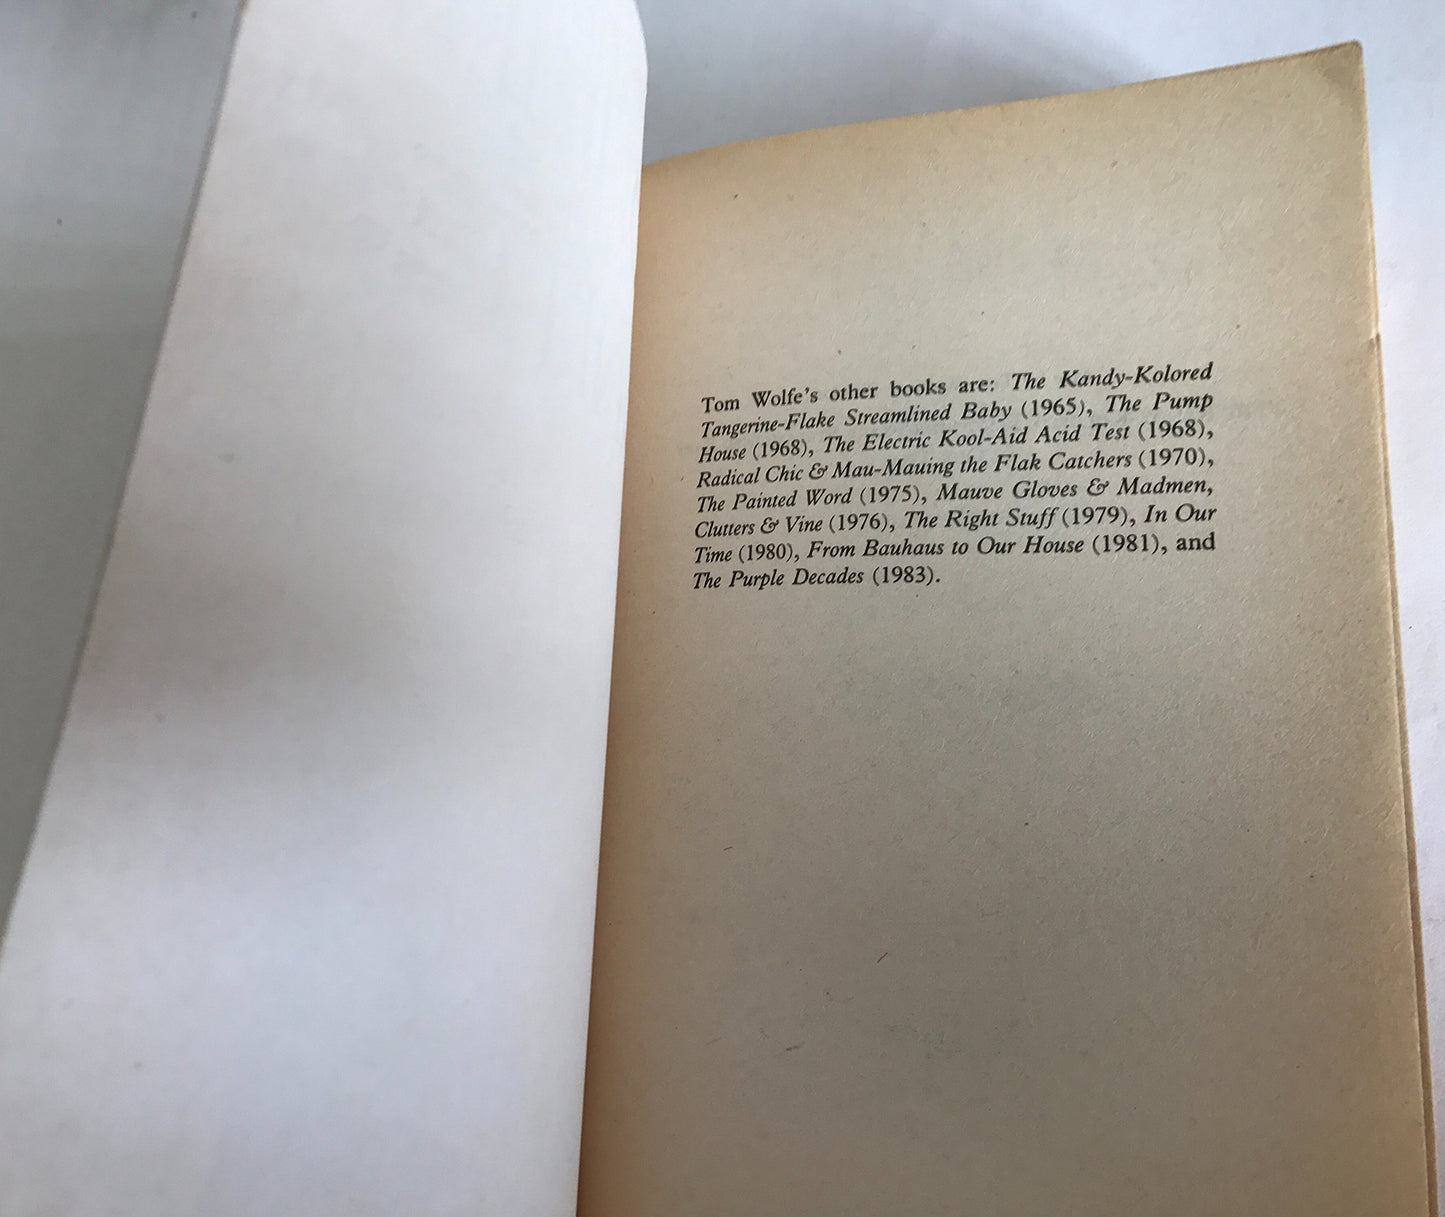 Tom Wolfe's other books are: The Kandy-Kolored
Tangerine-Flake Streamlined Baby (1965), The Pump
House (1968), The Electric Kool-Aid Acid Test (1968),
Radical Chic & Mau-Mauing the Flak Catchers (1970),
The Painted Word (1975), Mauve Gloves & Madmen,
Clutters & Vine (1976), The Right Stuff (1979), In Our
Time (1980), From Bauhaus to Our House (1981), and
The Purple Decades (1983).